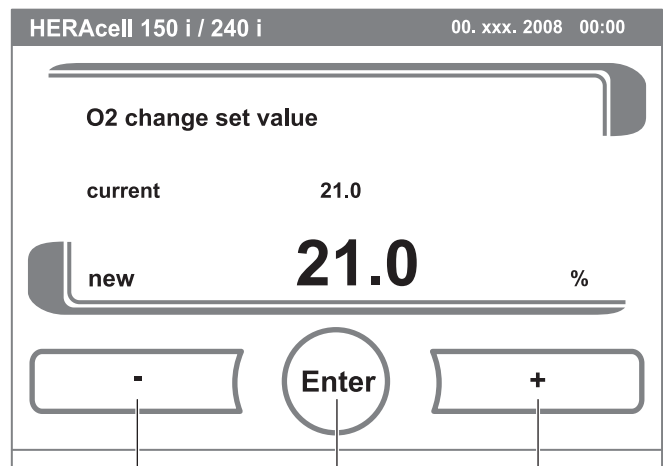 HERAcell 150 i / 240 i 00. xxx. 2008 00:00
O2 change set value
current 21.0
new 21.0 %
- Enter +